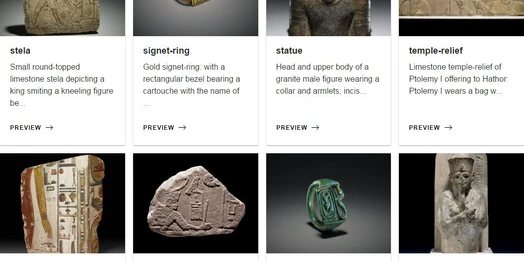 stela
Small round-topped
limestone stela depicting a
king smiting a kneeling figure
be...
PREVIEW →
signet-ring
Gold signet-ring: with a
rectangular bezel bearing a
cartouche with the name of
...
PREVIEW →
statue
Head and upper body of a
granite male figure wearing a
collar and armlets; incis...
PREVIEW →
temple-relief
Limestone temple-relief of
Ptolemy I offering to Hathor:
Ptolemy I wears a bag w...
PREVIEW →